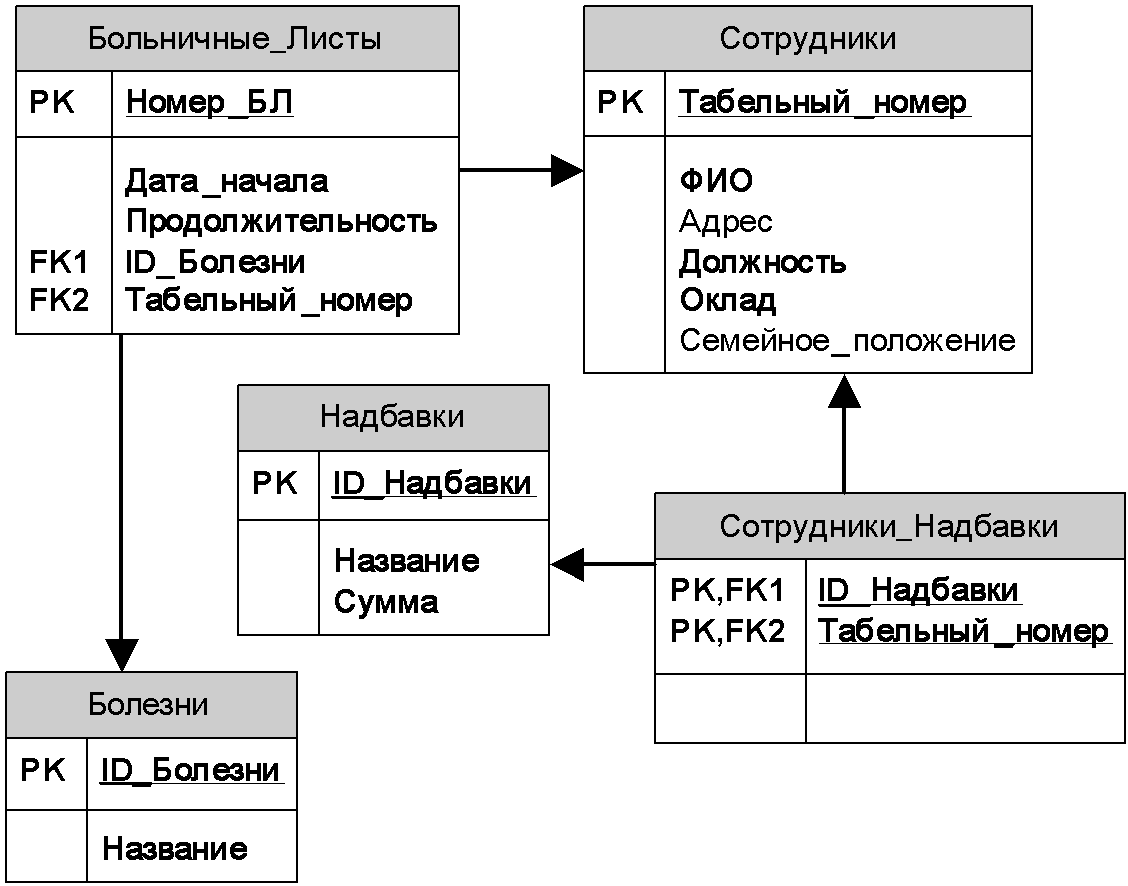 Больничные_Листы
PK Номер_БЛ
Дата_начала
Продолжительность
FK1 ID_Болезни
FK2 Табельный_номер
Сотрудники
PK Табельный_номер
ФИО
Адрес
Должность
Оклад
Семейное_положение
Надбавки
PK ID_Надбавки
Название
Сумма
Сотрудники_Надбавки
PK,FK1 ID_Надбавки
PK,FK2 Табельный_номер
Болезни
PK ID_Болезни
Название